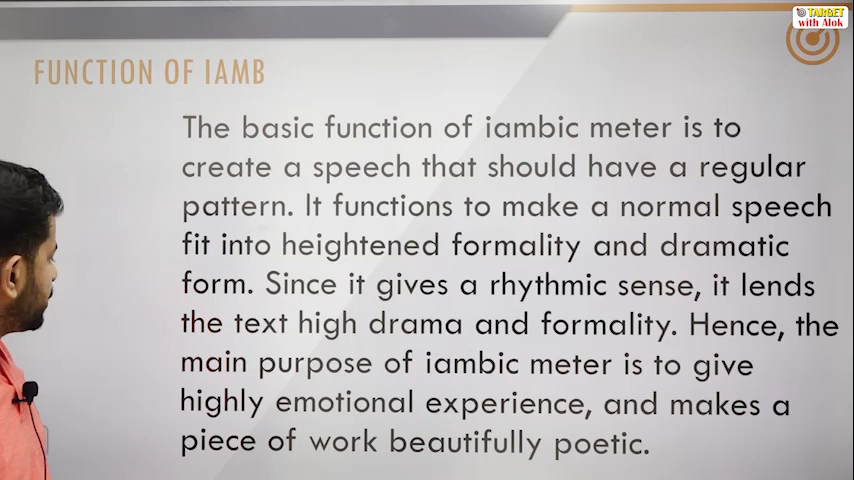 TARGET
with Alok
FUNCTION OF IAMB
The basic function of iambic meter is to
create a speech that should have a regular
pattern. It functions to make a normal speech
fit into heightened formality and dramatic
form. Since it gives a rhythmic sense, it lends
the text high drama and formality. Hence, the
main purpose of iambic meter is to give
highly emotional experience, and makes a
piece of work beautifully poetic.